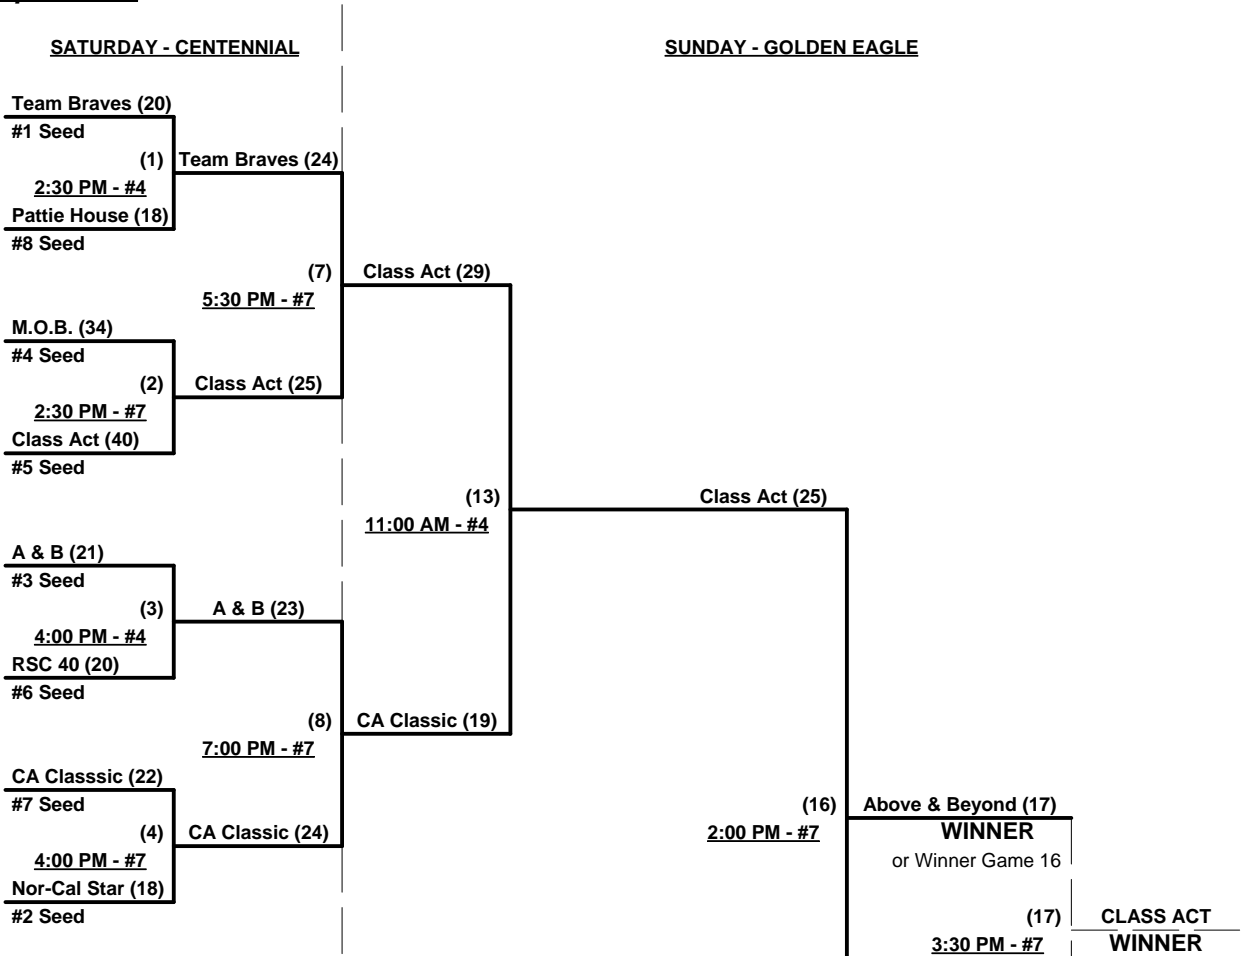 SATURDAY - CENTENNIAL
SUNDAY - GOLDEN EAGLE
Team Braves (20)
#1 Seed
(1)
Team Braves (24)
2:30 PM - #4
Pattie House (18)
#8 Seed
(7)
Class Act (29)
5:30 PM - #7
M.O.B. (34)
#4 Seed
(2)
Class Act (25)
2:30 PM - #7
Class Act (40)
#5 Seed
(13)
Class Act (25)
11:00 AM - #4
A & B (21)
#3 Seed
(3)
A & B (23)
4:00 PM - #4
RSC 40 (20)
#6 Seed
(8)
CA Classic (19)
7:00 PM - #7
CA Classsic (22)
#7 Seed
(16)
Above & Beyond (17)
(4)
CA Classic (24)
2:00 PM - #7
WINNER
4:00 PM - #7
or Winner Game 16
Nor-Cal Star (18)
#2 Seed
(17)
CLASS ACT
3:30 PM - #7
WINNER